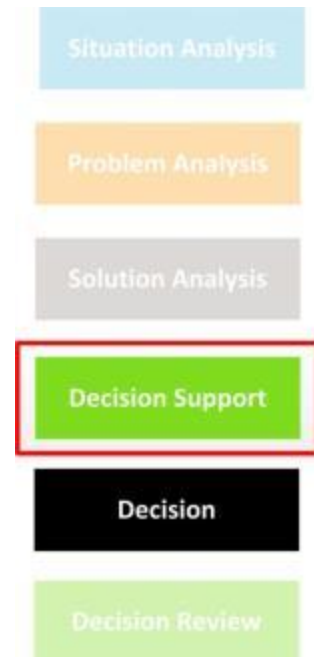 Situation Analysis
Problem Analysis
Solution Analysis
Decision Support
Decision
Decision Review